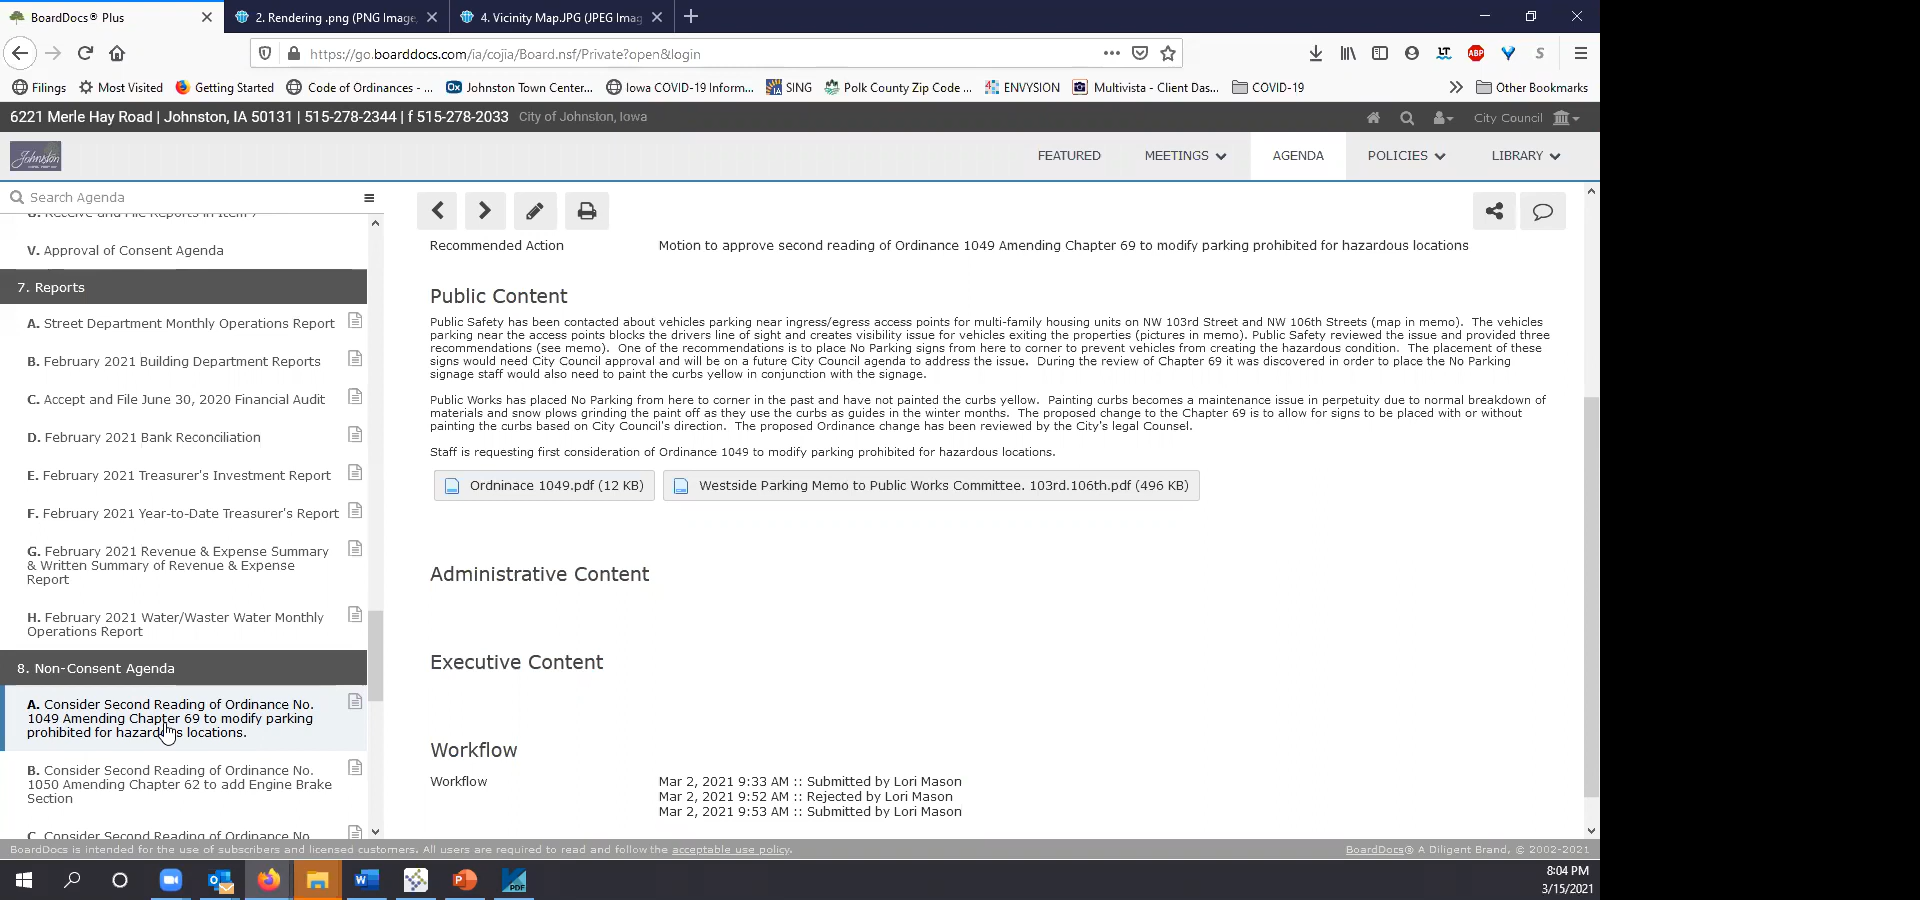 BoardDocs® Plus
2. Rendering .png (PNG Image,
4. Vicinity Map.JPG (JPEG Imag
https://go.boarddocs.com/ia/cojia/Board.nsf/Private?open&login
Filings
Most Visited
Getting Started
Code of Ordinances - ...
Johnston Town Center...
Iowa COVID-19 Inform...
SING
Polk County Zip Code ...
ENVYSION
Multivista - Client Das...
COVID-19
Other Bookmarks
6221 Merle Hay Road | Johnston, IA 50131 | 515-278-2344 | f 515-278-2033 City of Johnston, Iowa
City Council
Johnston
FEATURED
MEETINGS
AGENDA
POLICIES
LIBRARY
Search Agenda
U. Receive and File Reports in Item 7
V. Approval of Consent Agenda
7. Reports
A. Street Department Monthly Operations Report
B. February 2021 Building Department Reports
C. Accept and File June 30, 2020 Financial Audit
D. February 2021 Bank Reconciliation
E. February 2021 Treasurer's Investment Report
F. February 2021 Year-to-Date Treasurer's Report
G. February 2021 Revenue & Expense Summary
& Written Summary of Revenue & Expense
Report
H. February 2021 Water/Waster Water Monthly
Operations Report
8. Non-Consent Agenda
A. Consider Second Reading of Ordinance No.
1049 Amending Chapter 69 to modify parking
prohibited for hazardous locations.
B. Consider Second Reading of Ordinance No.
1050 Amending Chapter 62 to add Engine Brake
Section
C. Consider Second Reading of Ordinance No.
Recommended Action
Motion to approve second reading of Ordinance 1049 Amending Chapter 69 to modify parking prohibited for hazardous locations
Public Content
Public Safety has been contacted about vehicles parking near ingress/egress access points for multi-family housing units on NW 103rd Street and NW 106th Streets (map in memo). The vehicles
parking near the access points blocks the drivers line of sight and creates visibility issue for vehicles exiting the properties (pictures in memo). Public Safety reviewed the issue and provided three
recommendations (see memo). One of the recommendations is to place No Parking signs from here to corner to prevent vehicles from creating the hazardous condition. The placement of these
signs would need City Council approval and will be on a future City Council agenda to address the issue. During the review of Chapter 69 it was discovered in order to place the No Parking
signage staff would also need to paint the curbs yellow in conjunction with the signage.
Public Works has placed No Parking from here to corner in the past and have not painted the curbs yellow. Painting curbs becomes a maintenance issue in perpetuity due to normal breakdown of
materials and snow plows grinding the paint off as they use the curbs as guides in the winter months. The proposed change to the Chapter 69 is to allow for signs to be placed with or without
painting the curbs based on City Council's direction. The proposed Ordinance change has been reviewed by the City's legal Counsel.
Staff is requesting first consideration of Ordinance 1049 to modify parking prohibited for hazardous locations.
Ordninace 1049.pdf (12 KB)
Westside Parking Memo to Public Works Committee. 103rd.106th.pdf (496 KB)
Administrative Content
Executive Content
Workflow
Workflow
Mar 2, 2021 9:33 AM :: Submitted by Lori Mason
Mar 2, 2021 9:52 AM :: Rejected by Lori Mason
Mar 2, 2021 9:53 AM :: Submitted by Lori Mason
BoardDocs is intended for the use of subscribers and licensed customers. All users are required to read and follow the acceptable use policy.
BoardDocs® A Diligent Brand, © 2002-2021
8:04 PM
3/15/2021